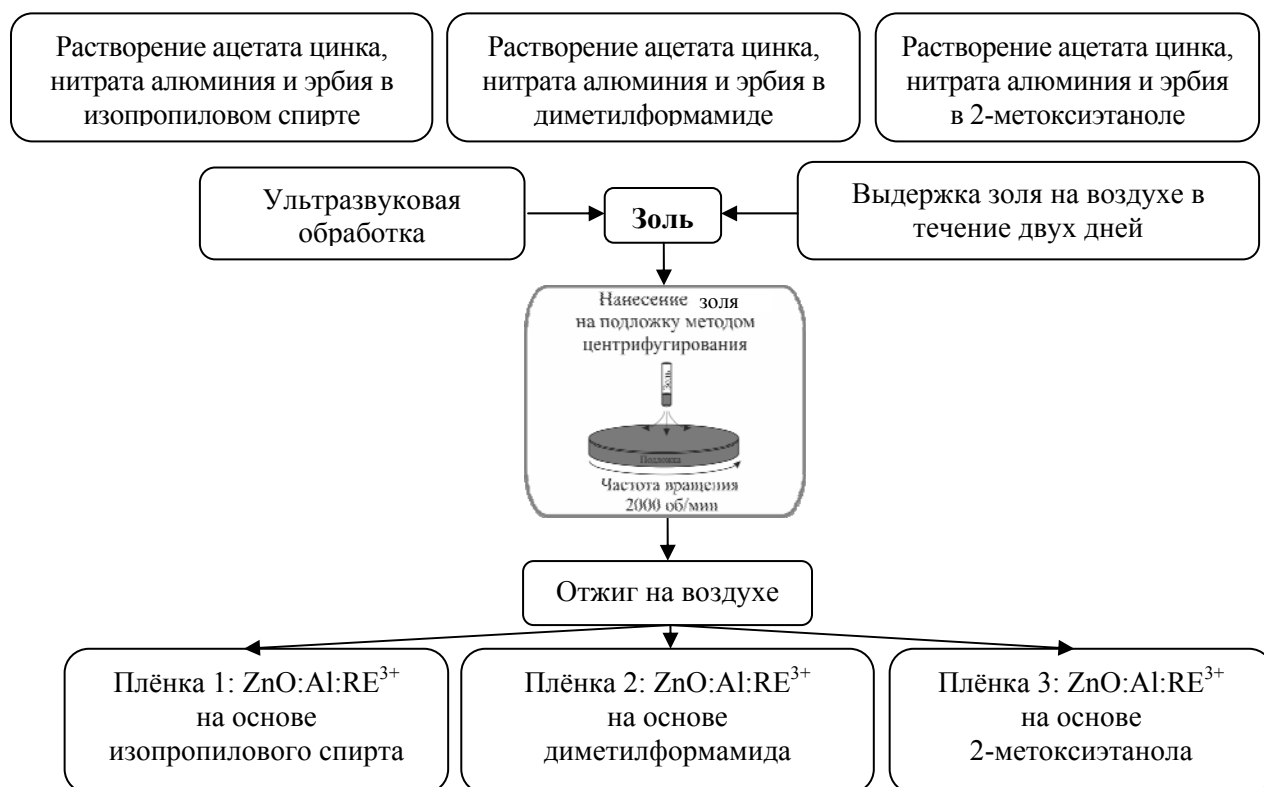 Растворение ацетата цинка,
нитрата алюминия и эрбия в
изопропиловом спирте
Растворение ацетата цинка,
нитрата алюминия и эрбия в
диметилформамиде
Растворение ацетата цинка,
нитрата алюминия и эрбия
в 2-метоксиэтаноле
Ультразвуковая
обработка
Золь
Выдержка золя на воздухе в
течение двух дней
Нанесение золя
на подложку методом
центрифугирования
Золь
Подложка
Частота вращения
2000 об/мин
Отжиг на воздухе
Плёнка 1: ZnO:Al:RE³⁺
на основе
изопропилового спирта
Плёнка 2: ZnO:Al:RE³⁺
на основе
диметилформамида
Плёнка 3: ZnO:Al:RE³⁺
на основе
2-метоксиэтанола